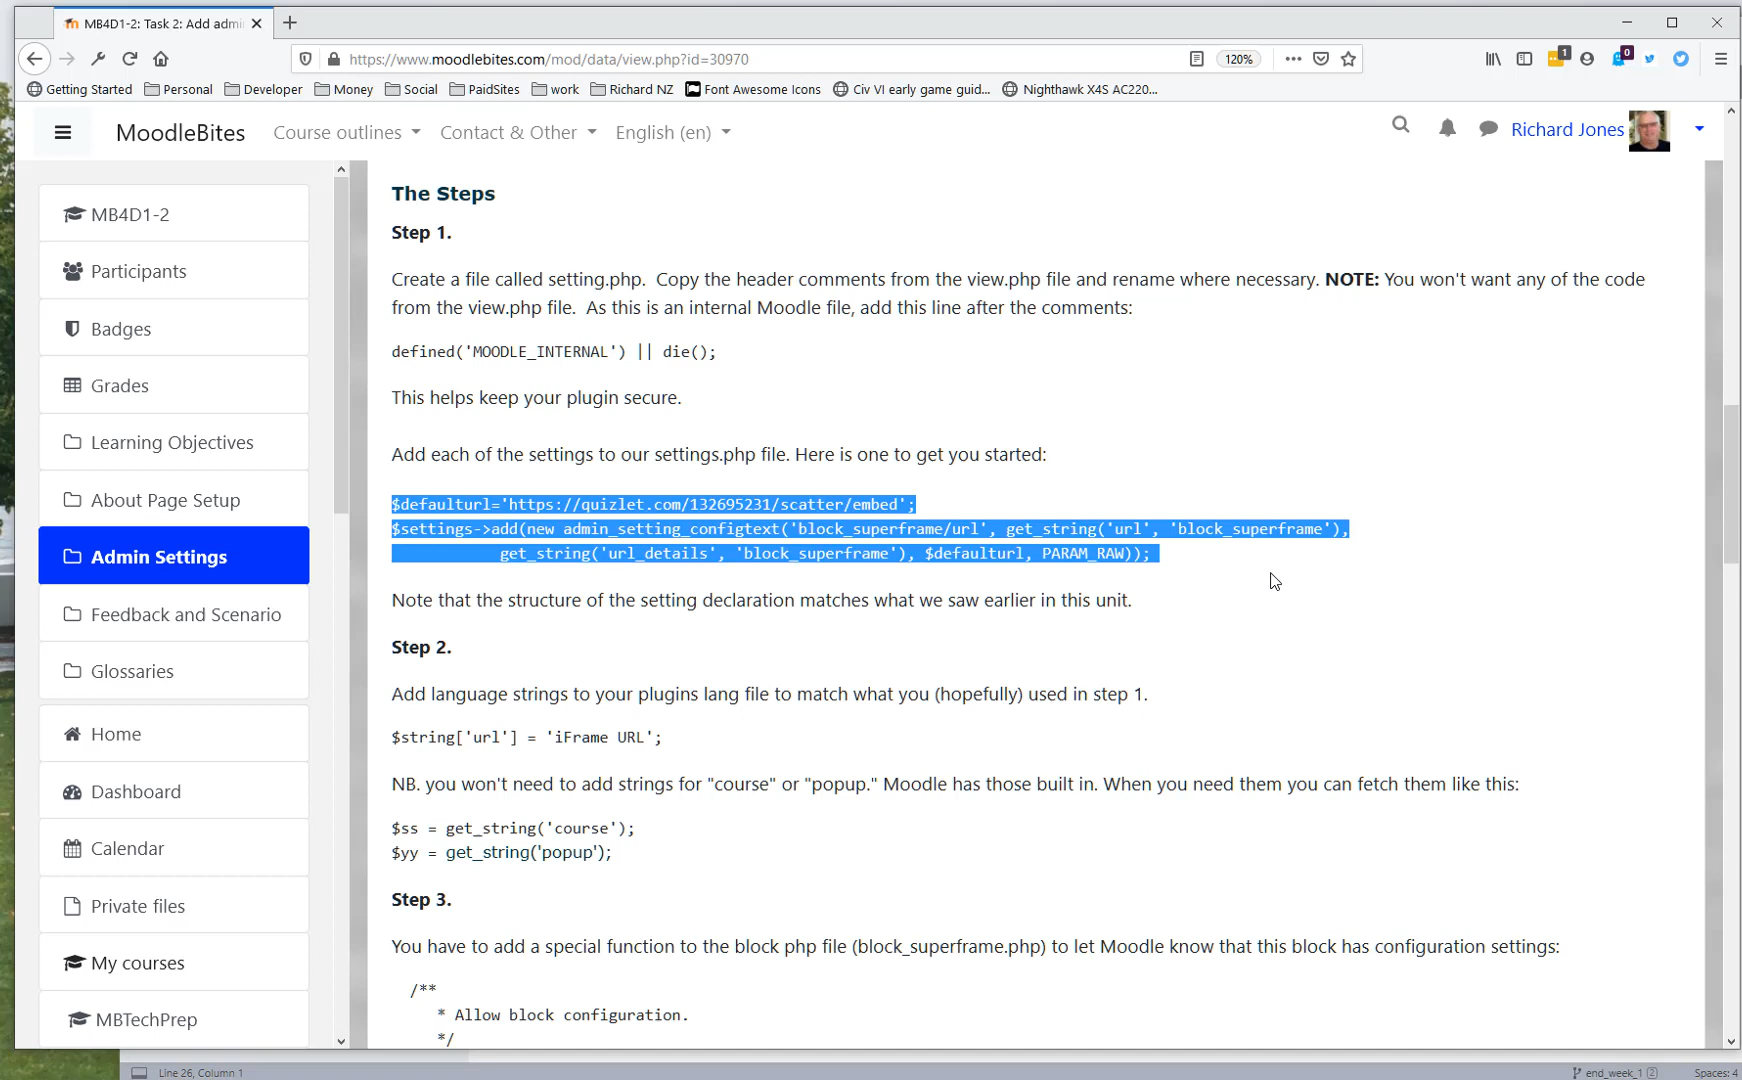 MB4D1-2: Task 2: Add admi
https://www.moodlebites.com/mod/data/view.php?id=30970
120%
1
0
Getting Started
Personal
Developer
Money
Social
PaidSites
work
Richard NZ
Font Awesome Icons
Civ VI early game guid...
Nighthawk X4S AC220...
MoodleBites
Course outlines
Contact & Other
English (en)
Richard Jones
MB4D1-2
Participants
Badges
Grades
Learning Objectives
About Page Setup
Admin Settings
Feedback and Scenario
Glossaries
Home
Dashboard
Calendar
Private files
My courses
MBTechPrep
The Steps
Step 1.
Create a file called setting.php.  Copy the header comments from the view.php file and rename where necessary. NOTE: You won't want any of the code
from the view.php file.  As this is an internal Moodle file, add this line after the comments:
defined('MOODLE_INTERNAL') || die();
This helps keep your plugin secure.
Add each of the settings to our settings.php file. Here is one to get you started:
$defaulturl='https://quizlet.com/132695231/scatter/embed';
$settings->add(new admin_setting_configtext('block_superframe/url', get_string('url', 'block_superframe'),
get_string('url_details', 'block_superframe'), $defaulturl, PARAM_RAW));
Note that the structure of the setting declaration matches what we saw earlier in this unit.
Step 2.
Add language strings to your plugins lang file to match what you (hopefully) used in step 1.
$string['url'] = 'iFrame URL';
NB. you won't need to add strings for "course" or "popup." Moodle has those built in. When you need them you can fetch them like this:
$ss = get_string('course');
$yy = get_string('popup');
Step 3.
You have to add a special function to the block php file (block_superframe.php) to let Moodle know that this block has configuration settings:
/**
* Allow block configuration.
*/
Line 26, Column 1
end_week_1
2
Spaces: 4